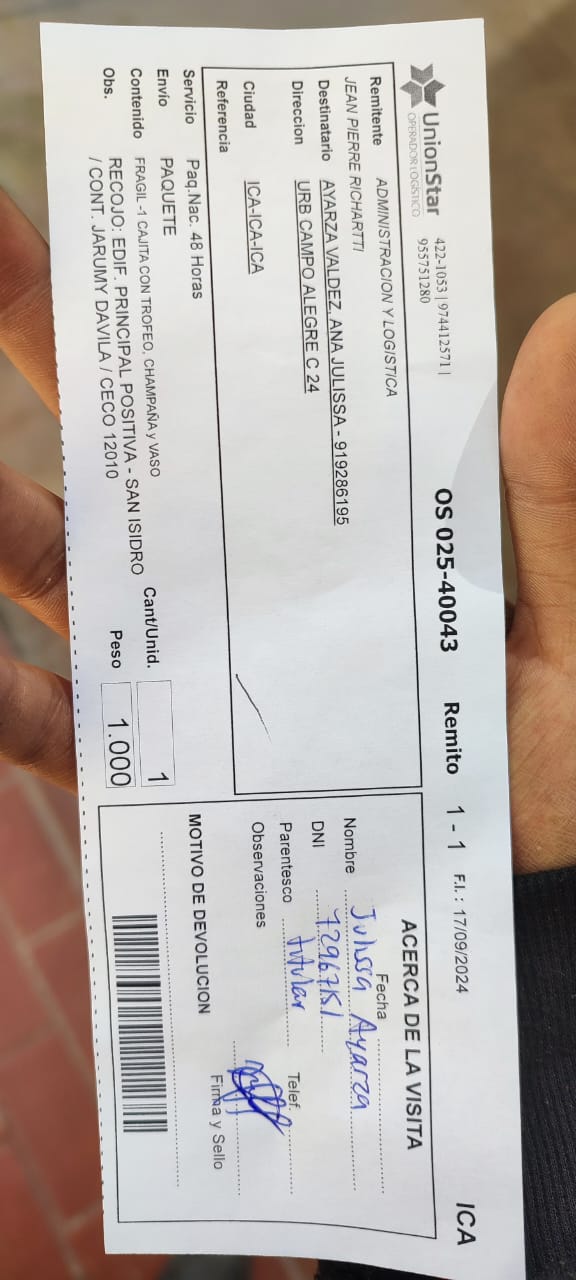 UnionStar
OPERADOR LOGISTICO
422-1053 | 974412571 |
955751280
OS 025-40043
Remito 1 - 1 F.I. : 17/09/2024
ICA
Remitente ADMINISTRACION Y LOGISTICA
JEAN PIERRE RICHARTTI
Destinatario AYARZA VALDEZ, ANA JULISSA - 919286195
Direccion URB CAMPO ALEGRE C 24
Ciudad ICA-ICA-ICA
Referencia
Servicio Paq.Nac. 48 Horas
Envío PAQUETE
Contenido FRAGIL-1 CAJITA CON TROFEO, CHAMPAÑA y VASO
Cant/Unid. 1
Obs. RECOJO: EDIF. PRINCIPAL POSITIVA - SAN ISIDRO
/ CONT. JARUMY DAVILA / CECO 12010
Peso 1.000
ACERCA DE LA VISITA
Fecha
Nombre Julissa Ayarza
DNI 72967151
Parentesco titular Telef
Observaciones
Firma y Sello
MOTIVO DE DEVOLUCION